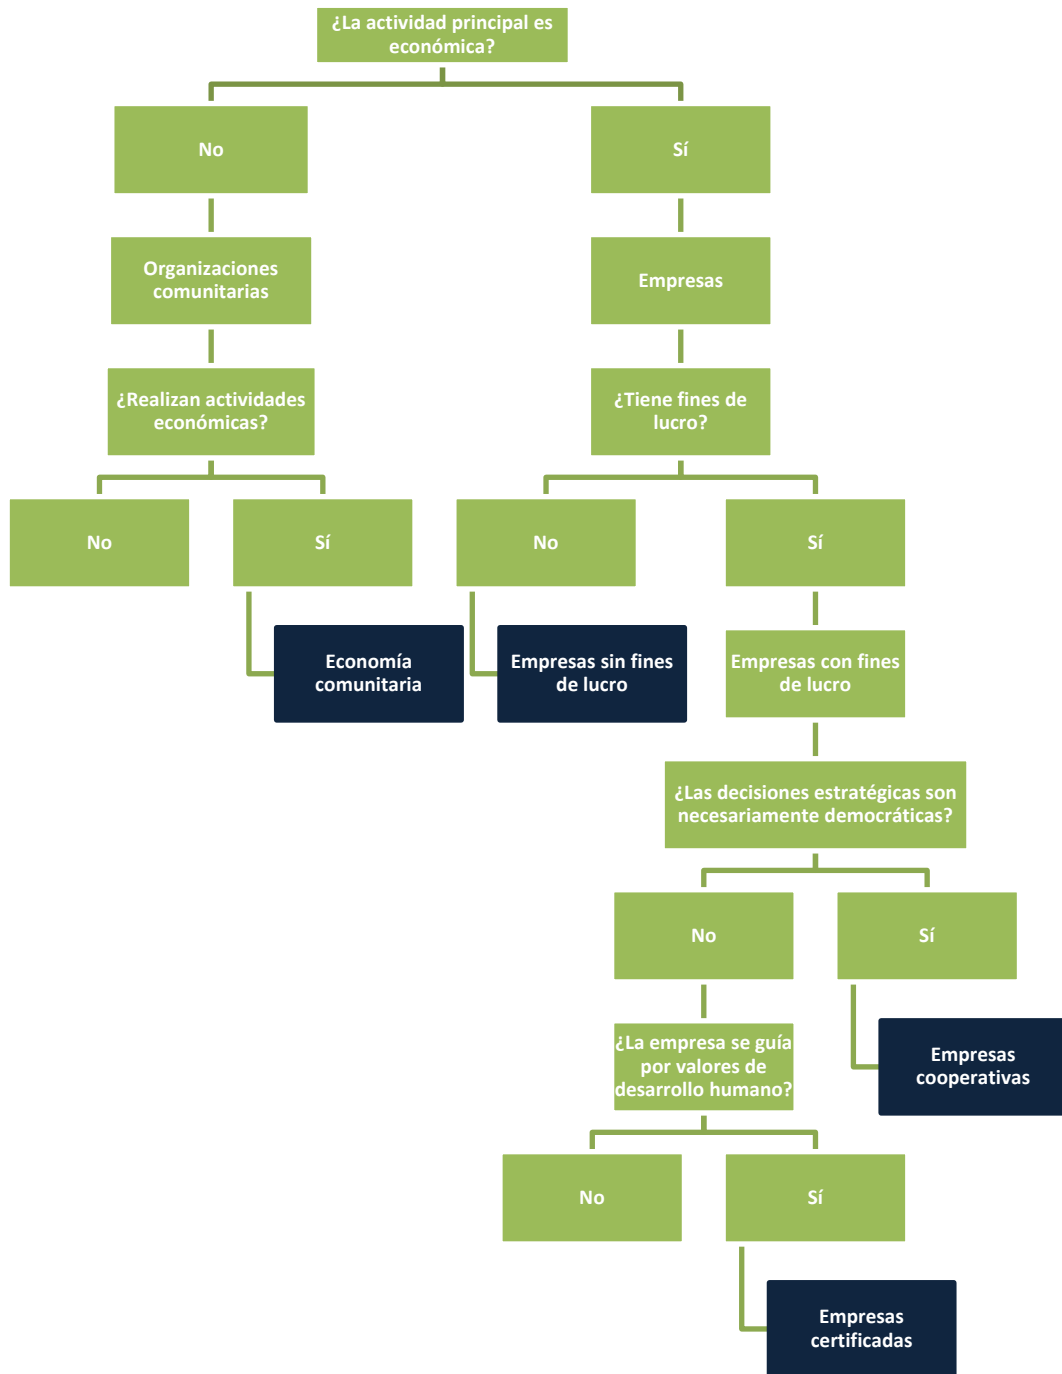 ¿La actividad principal es
económica?
No
Sí
Organizaciones
comunitarias
Empresas
¿Realizan actividades
económicas?
¿Tiene fines de
lucro?
No
Sí
No
Sí
Economía
comunitaria
Empresas sin fines
de lucro
Empresas con fines
de lucro
¿Las decisiones estratégicas son
necesariamente democráticas?
No
Sí
¿La empresa se guía
por valores de
desarrollo humano?
Empresas
cooperativas
No
Sí
Empresas
certificadas